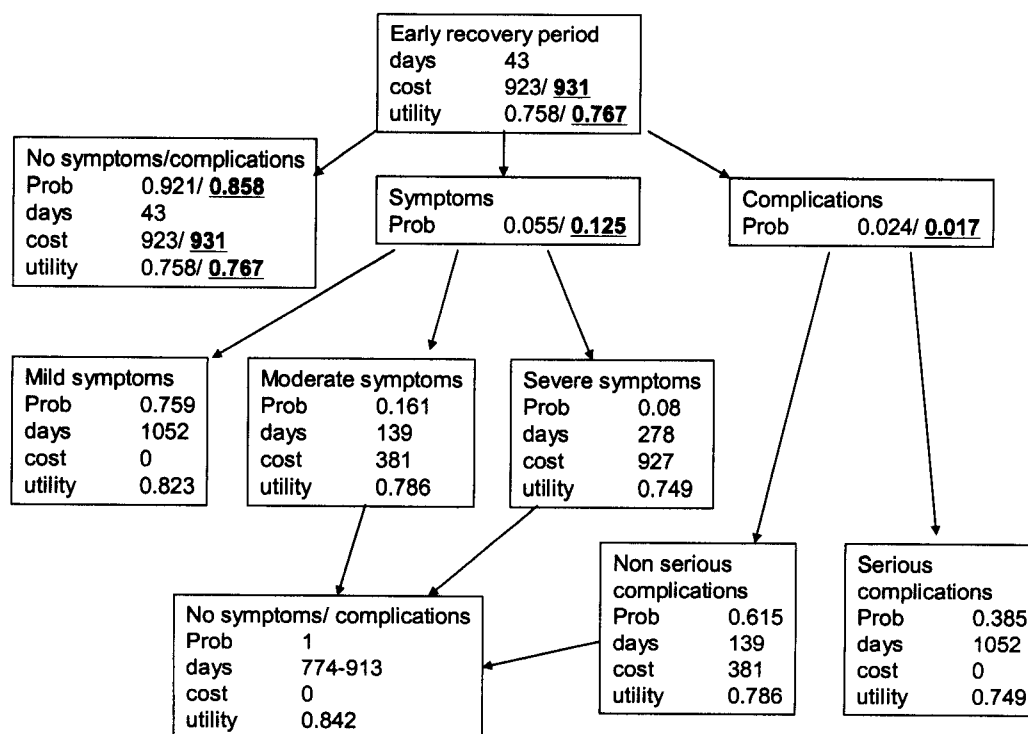 Early recovery period
days 43
cost 923/ 931
utility 0.758/ 0.767
No symptoms/complications
Prob 0.921/ 0.858
days 43
cost 923/ 931
utility 0.758/ 0.767
Symptoms
Prob 0.055/ 0.125
Complications
Prob 0.024/ 0.017
Mild symptoms
Prob 0.759
days 1052
cost 0
utility 0.823
Moderate symptoms
Prob 0.161
days 139
cost 381
utility 0.786
Severe symptoms
Prob 0.08
days 278
cost 927
utility 0.749
No symptoms/ complications
Prob 1
days 774-913
cost 0
utility 0.842
Non serious
complications
Prob 0.615
days 139
cost 381
utility 0.786
Serious
complications
Prob 0.385
days 1052
cost 0
utility 0.749